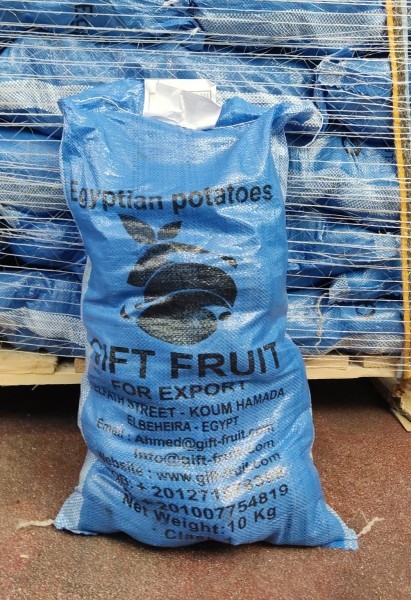 Egyptian potatoes
GIFT FRUIT
FOR EXPORT
STREET - KOUM HAMADA
ELBEHEIRA - EGYPT
Email : Ahmed@gift-fruit.com
Info@gift-fruit.com
Website : www.gift-fruit.com
+201007754819
Net Weight:10 Kg